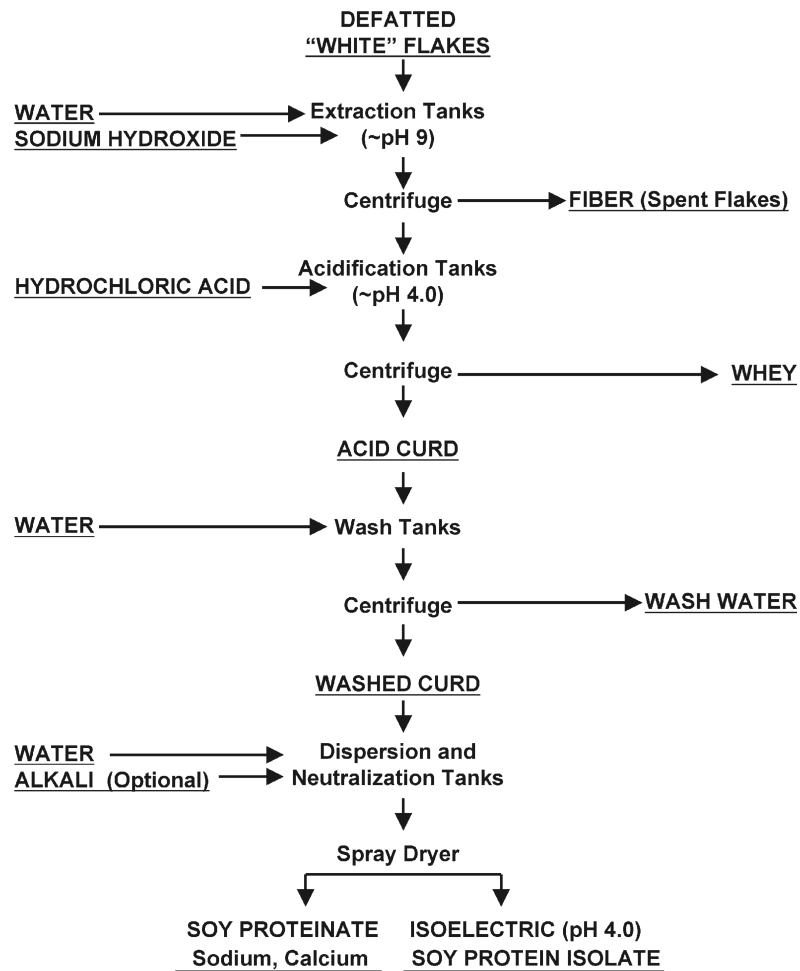 DEFATTED
“WHITE” FLAKES
WATER
Extraction Tanks
SODIUM HYDROXIDE
(~pH 9)
Centrifuge
FIBER (Spent Flakes)
Acidification Tanks
HYDROCHLORIC ACID
(~pH 4.0)
Centrifuge
WHEY
ACID CURD
WATER
Wash Tanks
Centrifuge
WASH WATER
WASHED CURD
WATER
Dispersion and
ALKALI (Optional)
Neutralization Tanks
Spray Dryer
SOY PROTEINATE
Sodium, Calcium
ISOELECTRIC (pH 4.0)
SOY PROTEIN ISOLATE